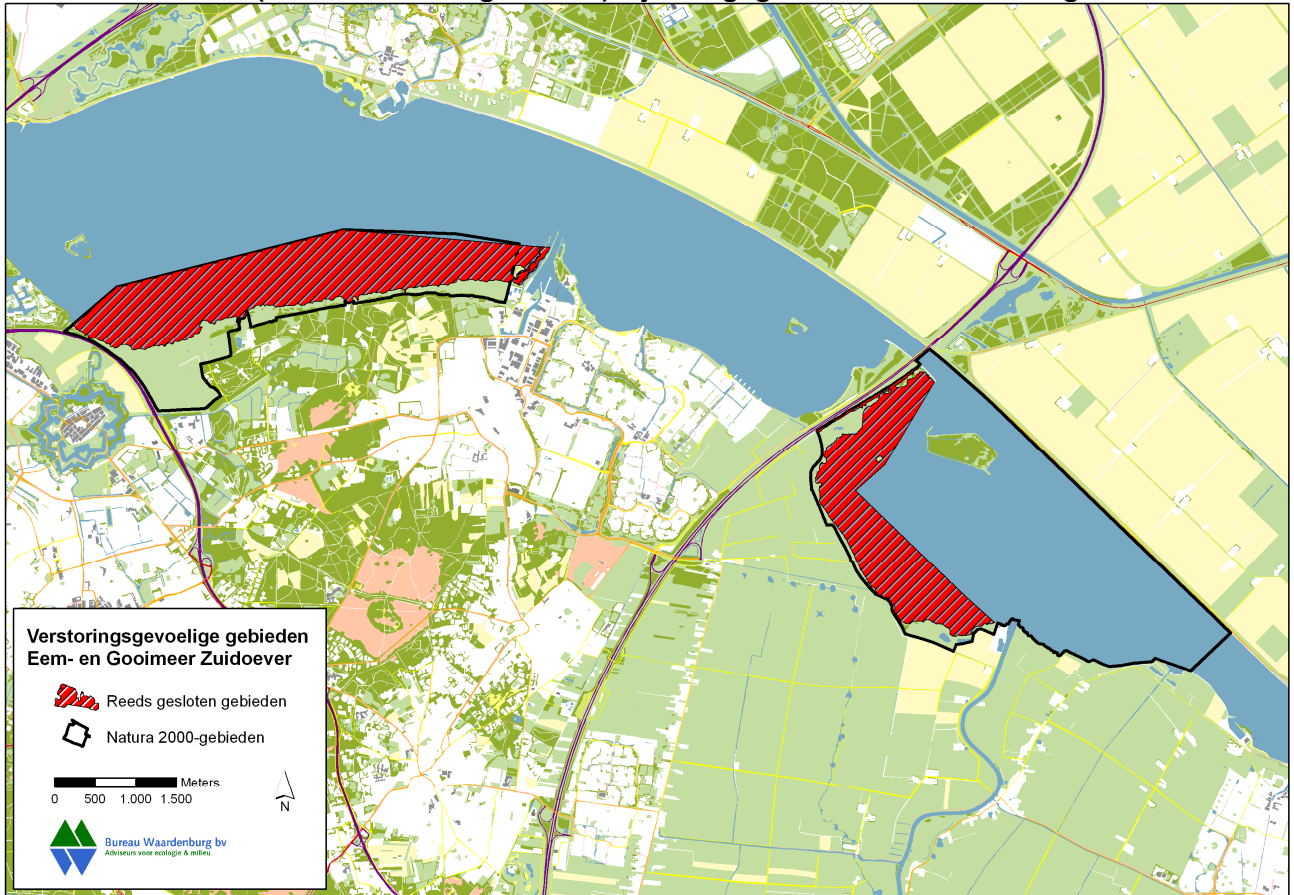 Verstoringsgevoelige gebieden
Eem- en Gooimeer Zuidoever
Reeds gesloten gebieden
Natura 2000-gebieden
Meters
0 500 1.000 1.500
N
Bureau Waardenburg bv
Adviseurs voor ecologie & milieu